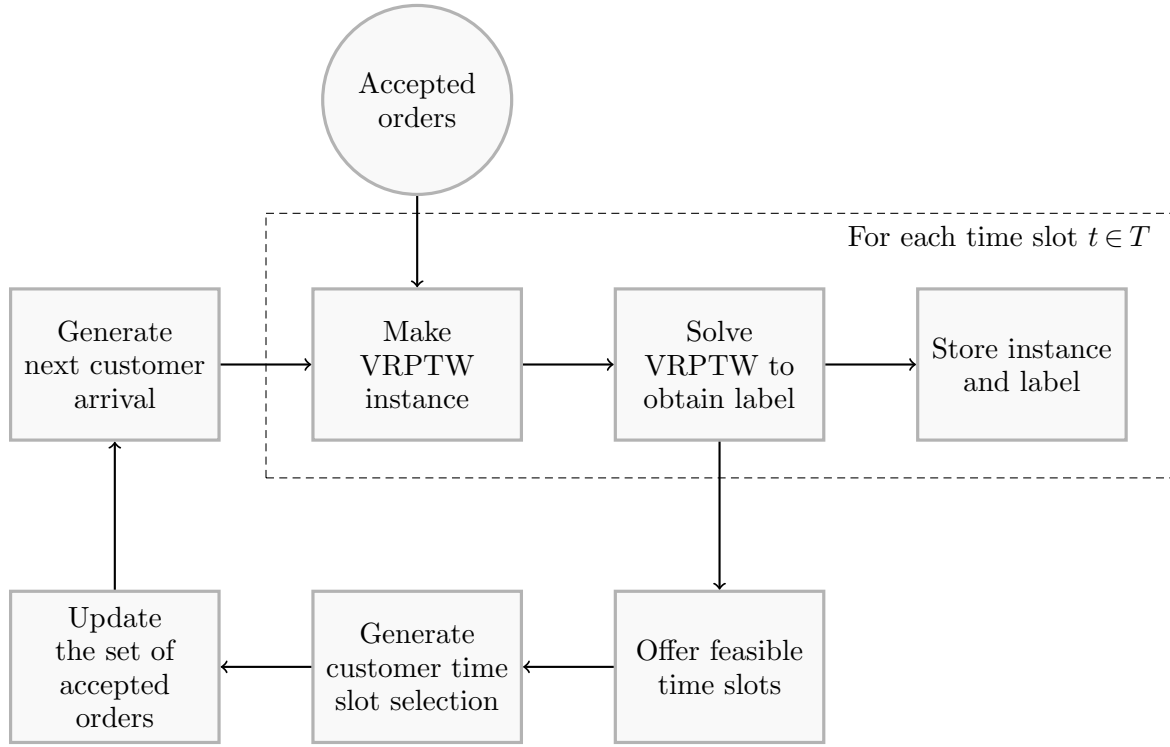 Accepted
orders
For each time slot t ∈ T
Generate
next customer
arrival
Make
VRPTW
instance
Solve
VRPTW to
obtain label
Store instance
and label
Update
the set of
accepted
orders
Generate
customer time
slot selection
Offer feasible
time slots